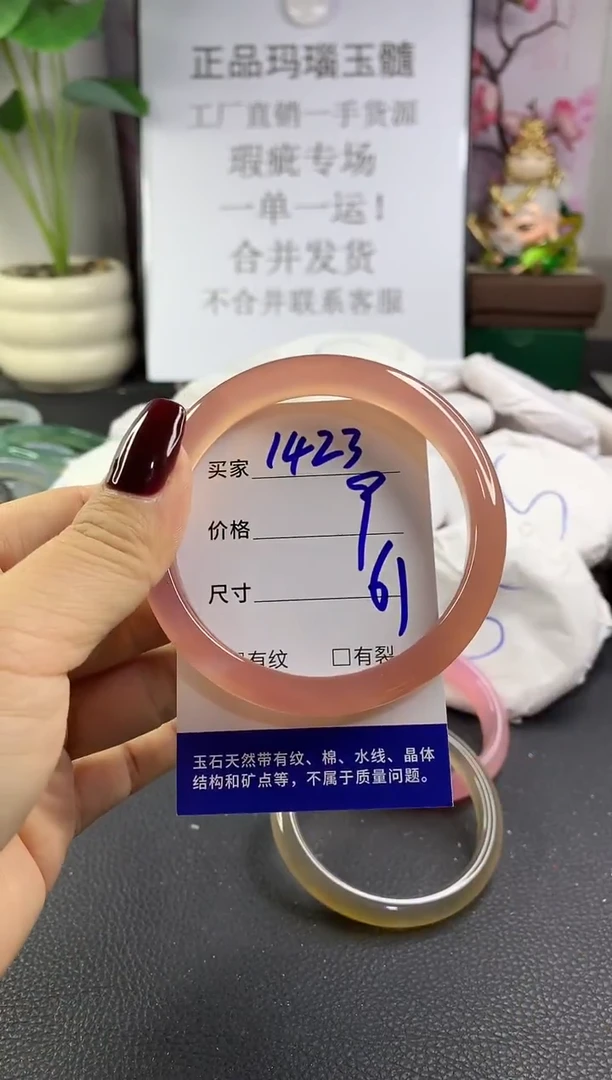 正品玛瑙玉髓
工厂直销一手货源
瑕疵专场
一单一运!
合并发货
不合并联系客服
买家 1423
价格 9
尺寸 61
有纹 □有裂
玉石天然带有纹、棉、水线、晶体
结构和矿点等，不属于质量问题。